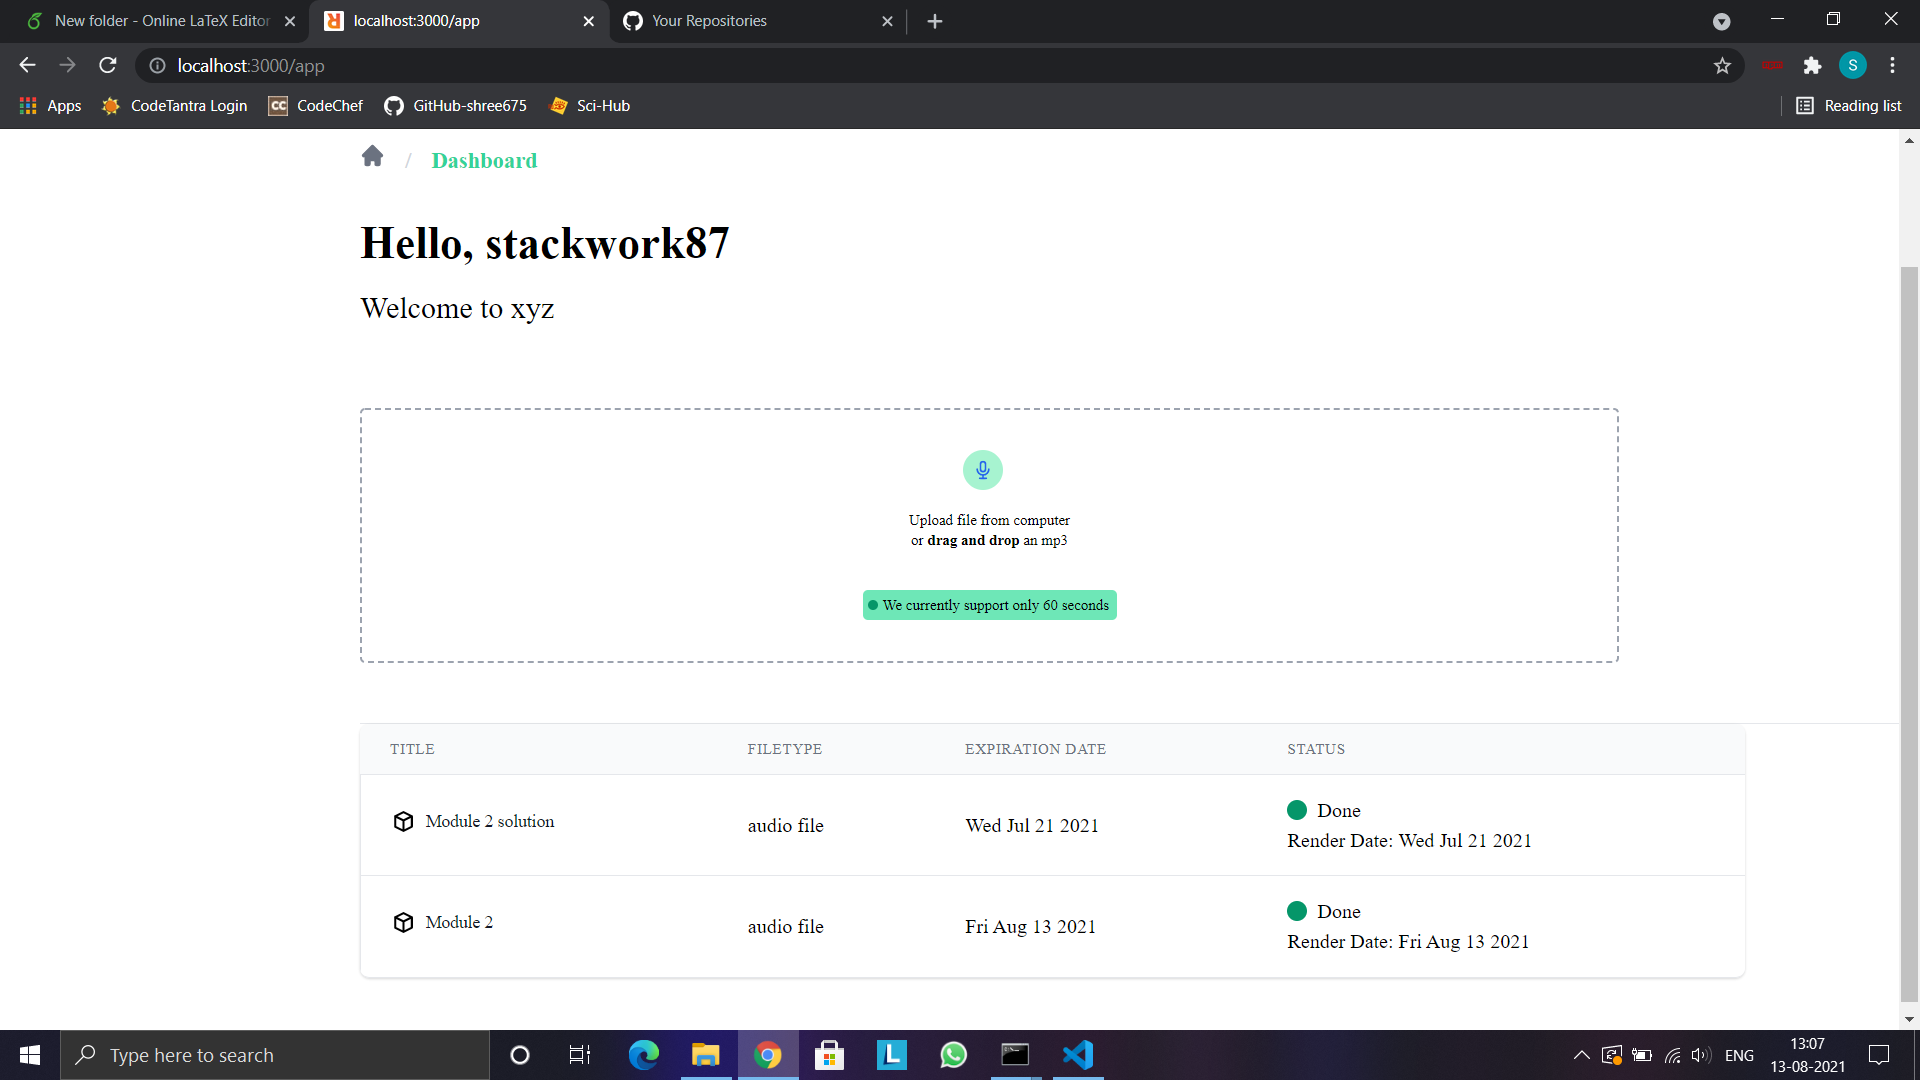 New folder - Online LaTeX Editor
localhost:3000/app
Your Repositories
localhost:3000/app
S
Apps
CodeTantra Login
CC
CodeChef
GitHub-shree675
Sci-Hub
Reading list
/ Dashboard
Hello, stackwork87
Welcome to xyz
Upload file from computer
or drag and drop an mp3
We currently support only 60 seconds
TITLE FILETYPE EXPIRATION DATE STATUS
Module 2 solution audio file Wed Jul 21 2021 Done
Render Date: Wed Jul 21 2021
Module 2 audio file Fri Aug 13 2021 Done
Render Date: Fri Aug 13 2021
Type here to search
L
ENG
13:07
13-08-2021